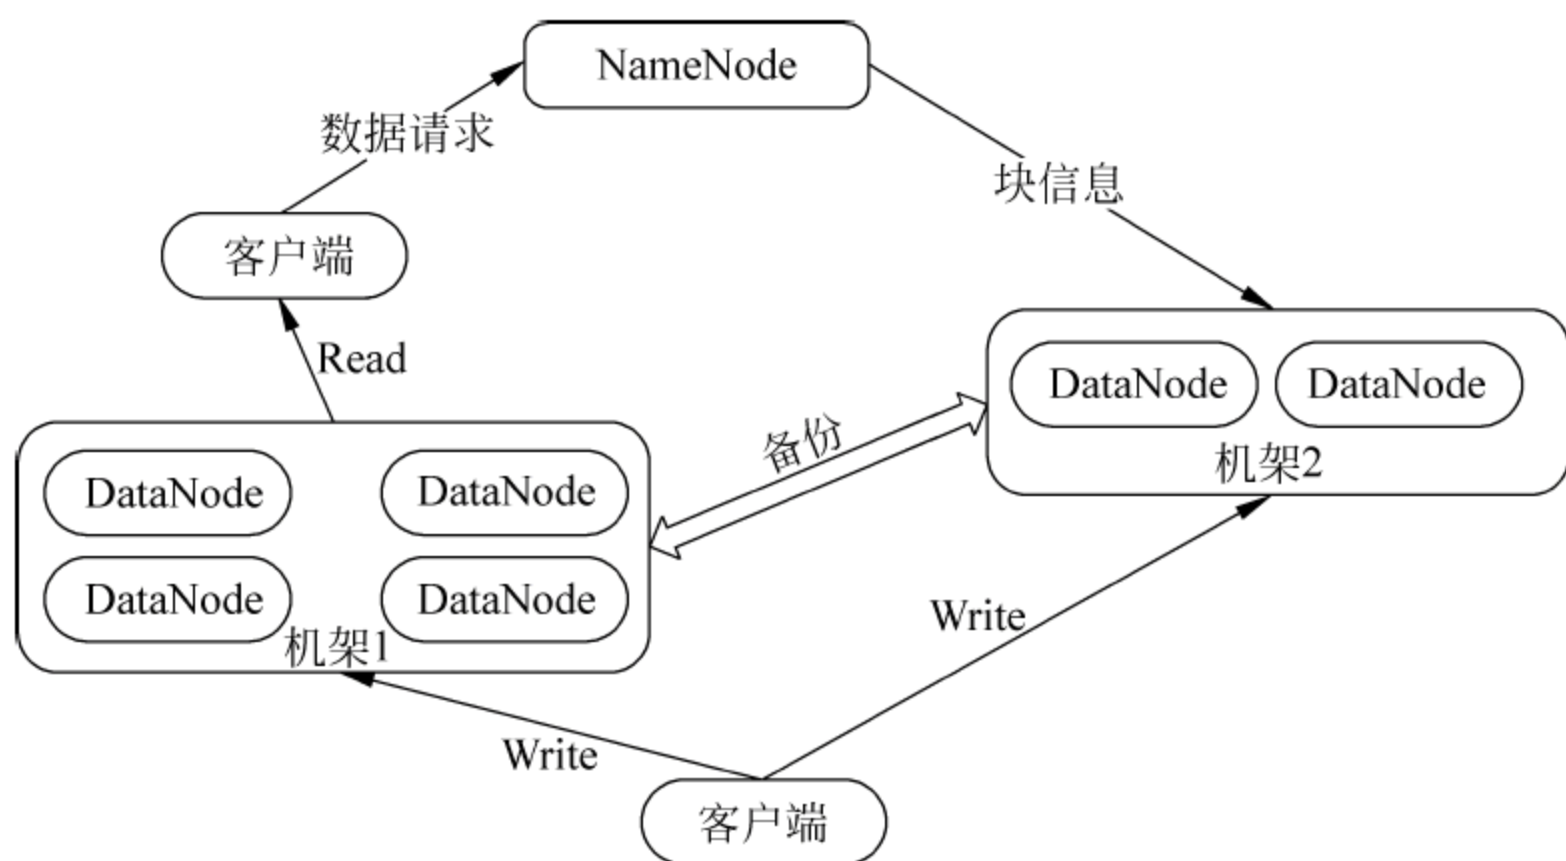 NameNode
数据请求
块信息
客户端
Read
DataNode DataNode
机架2
备份
DataNode DataNode
DataNode DataNode
机架1
Write
Write
客户端